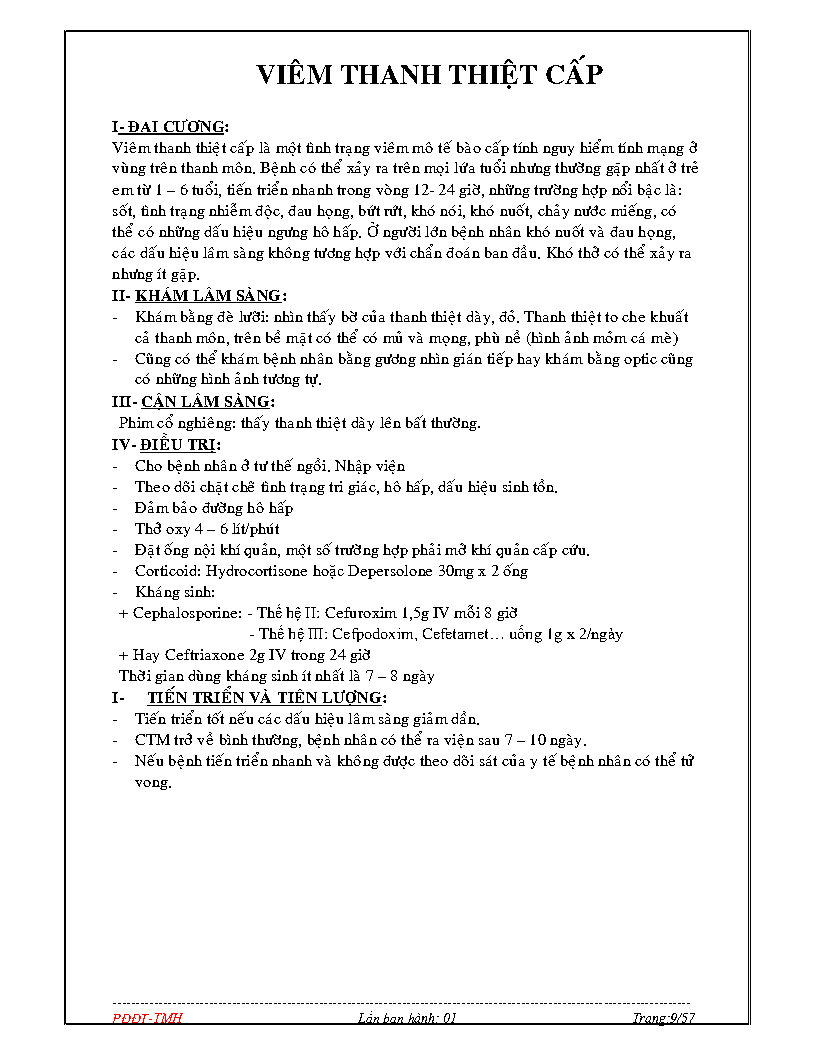 VIÊM THANH THIỆT CẤP
I- ĐẠI CƯƠNG:
Viêm thanh thiệt cấp là một tình trạng viêm mô tế bào cấp tính nguy hiểm tính mạng ở
vùng trên thanh môn. Bệnh có thể xảy ra trên mọi lứa tuổi nhưng thường gặp nhất ở trẻ
em từ 1 – 6 tuổi, tiến triển nhanh trong vòng 12- 24 giờ, những trường hợp nổi bậc là:
sốt, tình trạng nhiễm độc, đau họng, bứt rứt, khó nói, khó nuốt, chảy nước miếng, có
thể có những dấu hiệu ngưng hô hấp. Ở người lớn bệnh nhân khó nuốt và đau họng,
các dấu hiệu lâm sàng không tương hợp với chẩn đoán ban đầu. Khó thở có thể xảy ra
nhưng ít gặp.
II- KHÁM LÂM SÀNG:
- Khám bằng đè lưỡi: nhìn thấy bờ của thanh thiệt dày, đỏ. Thanh thiệt to che khuất
cả thanh môn, trên bề mặt có thể có mủ và mọng, phù nề (hình ảnh mỏm cá mè)
- Cũng có thể khám bệnh nhân bằng gương nhìn gián tiếp hay khám bằng optic cũng
có những hình ảnh tương tự.
III- CẬN LÂM SÀNG:
Phim cổ nghiêng: thấy thanh thiệt dày lên bất thường.
IV- ĐIỀU TRỊ:
- Cho bệnh nhân ở tư thế ngồi. Nhập viện
- Theo dõi chặt chẽ tình trạng tri giác, hô hấp, dấu hiệu sinh tồn.
- Đảm bảo đường hô hấp
- Thở oxy 4 – 6 lít/phút
- Đặt ống nội khí quản, một số trường hợp phải mở khí quản cấp cứu.
- Corticoid: Hydrocortisone hoặc Depersolone 30mg x 2 ống
- Kháng sinh:
+ Cephalosporine: - Thế hệ II: Cefuroxim 1,5g IV mỗi 8 giờ
- Thế hệ III: Cefpodoxim, Cefetamet… uống 1g x 2/ngày
+ Hay Ceftriaxone 2g IV trong 24 giờ
Thời gian dùng kháng sinh ít nhất là 7 – 8 ngày
I- TIẾN TRIỂN VÀ TIÊN LƯỢNG:
- Tiến triển tốt nếu các dấu hiệu lâm sàng giảm dần.
- CTM trở về bình thường, bệnh nhân có thể ra viện sau 7 – 10 ngày.
- Nếu bệnh tiến triển nhanh và không được theo dõi sát của y tế bệnh nhân có thể tử
vong.
PĐĐT-TMH Lần ban hành: 01 Trang:9/57